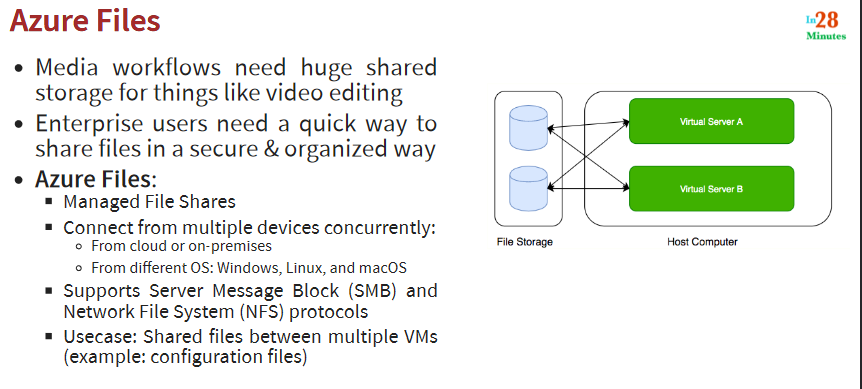 Azure Files
In28
Minutes
Media workflows need huge shared
storage for things like video editing
Enterprise users need a quick way to
share files in a secure & organized way
Azure Files:
Managed File Shares
Connect from multiple devices concurrently:
From cloud or on-premises
From different OS: Windows, Linux, and macOS
Supports Server Message Block (SMB) and
Network File System (NFS) protocols
Usecase: Shared files between multiple VMs
(example: configuration files)
Virtual Server A
Virtual Server B
File Storage
Host Computer